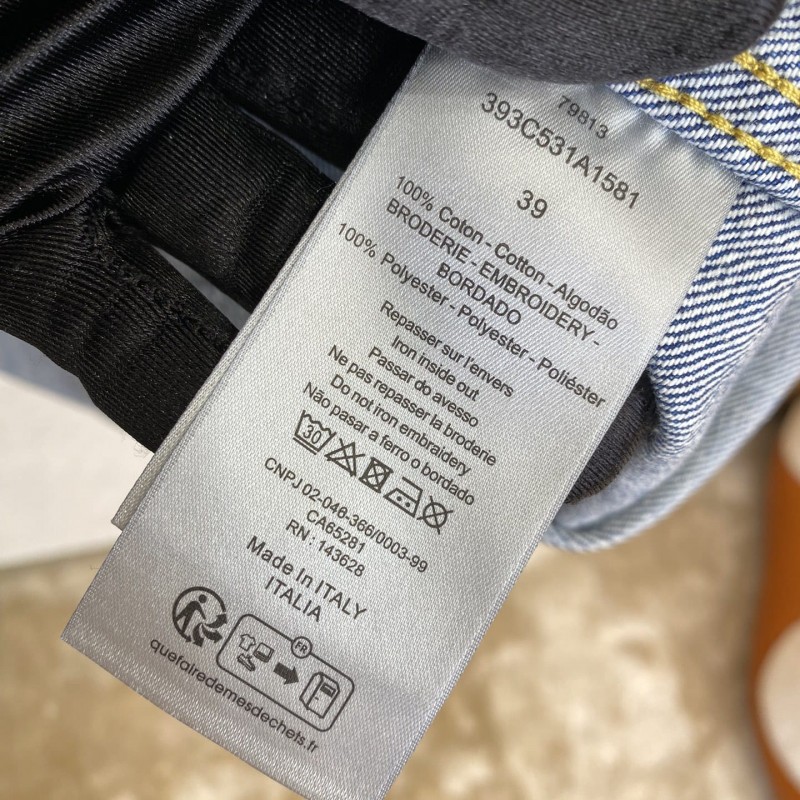 79813
393C531A1581
39
100% Coton - Cotton - Algodão
BRODERIE - EMBROIDERY -
BORDADO
100% Polyester - Polyester - Poliéster
Repasser sur l'envers
Iron inside out
Passar do avesso
Ne pas repasser la broderie
Do not iron embraidery
Não pasar a ferro o bordado
30
CNPJ 02-046-366/0003-99
CA65281
RN : 143628
Made In ITALY
ITALIA
FR
quefairedemesdechets.fr